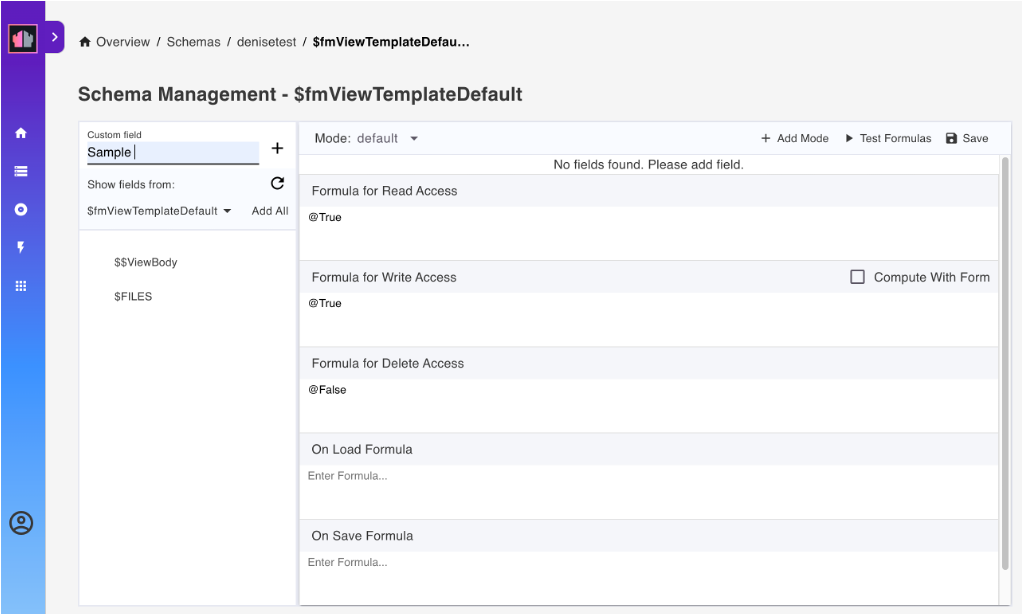 Overview / Schemas / denisetest / $fmViewTemplateDefau...
Schema Management - $fmViewTemplateDefault
Custom field
Sample
Show fields from:
$fmViewTemplateDefault Add All
$$ViewBody
$FILES
Mode: default Add Mode Test Formulas Save
No fields found. Please add field.
Formula for Read Access
@True
Formula for Write Access Compute With Form
@True
Formula for Delete Access
@False
On Load Formula
Enter Formula...
On Save Formula
Enter Formula...